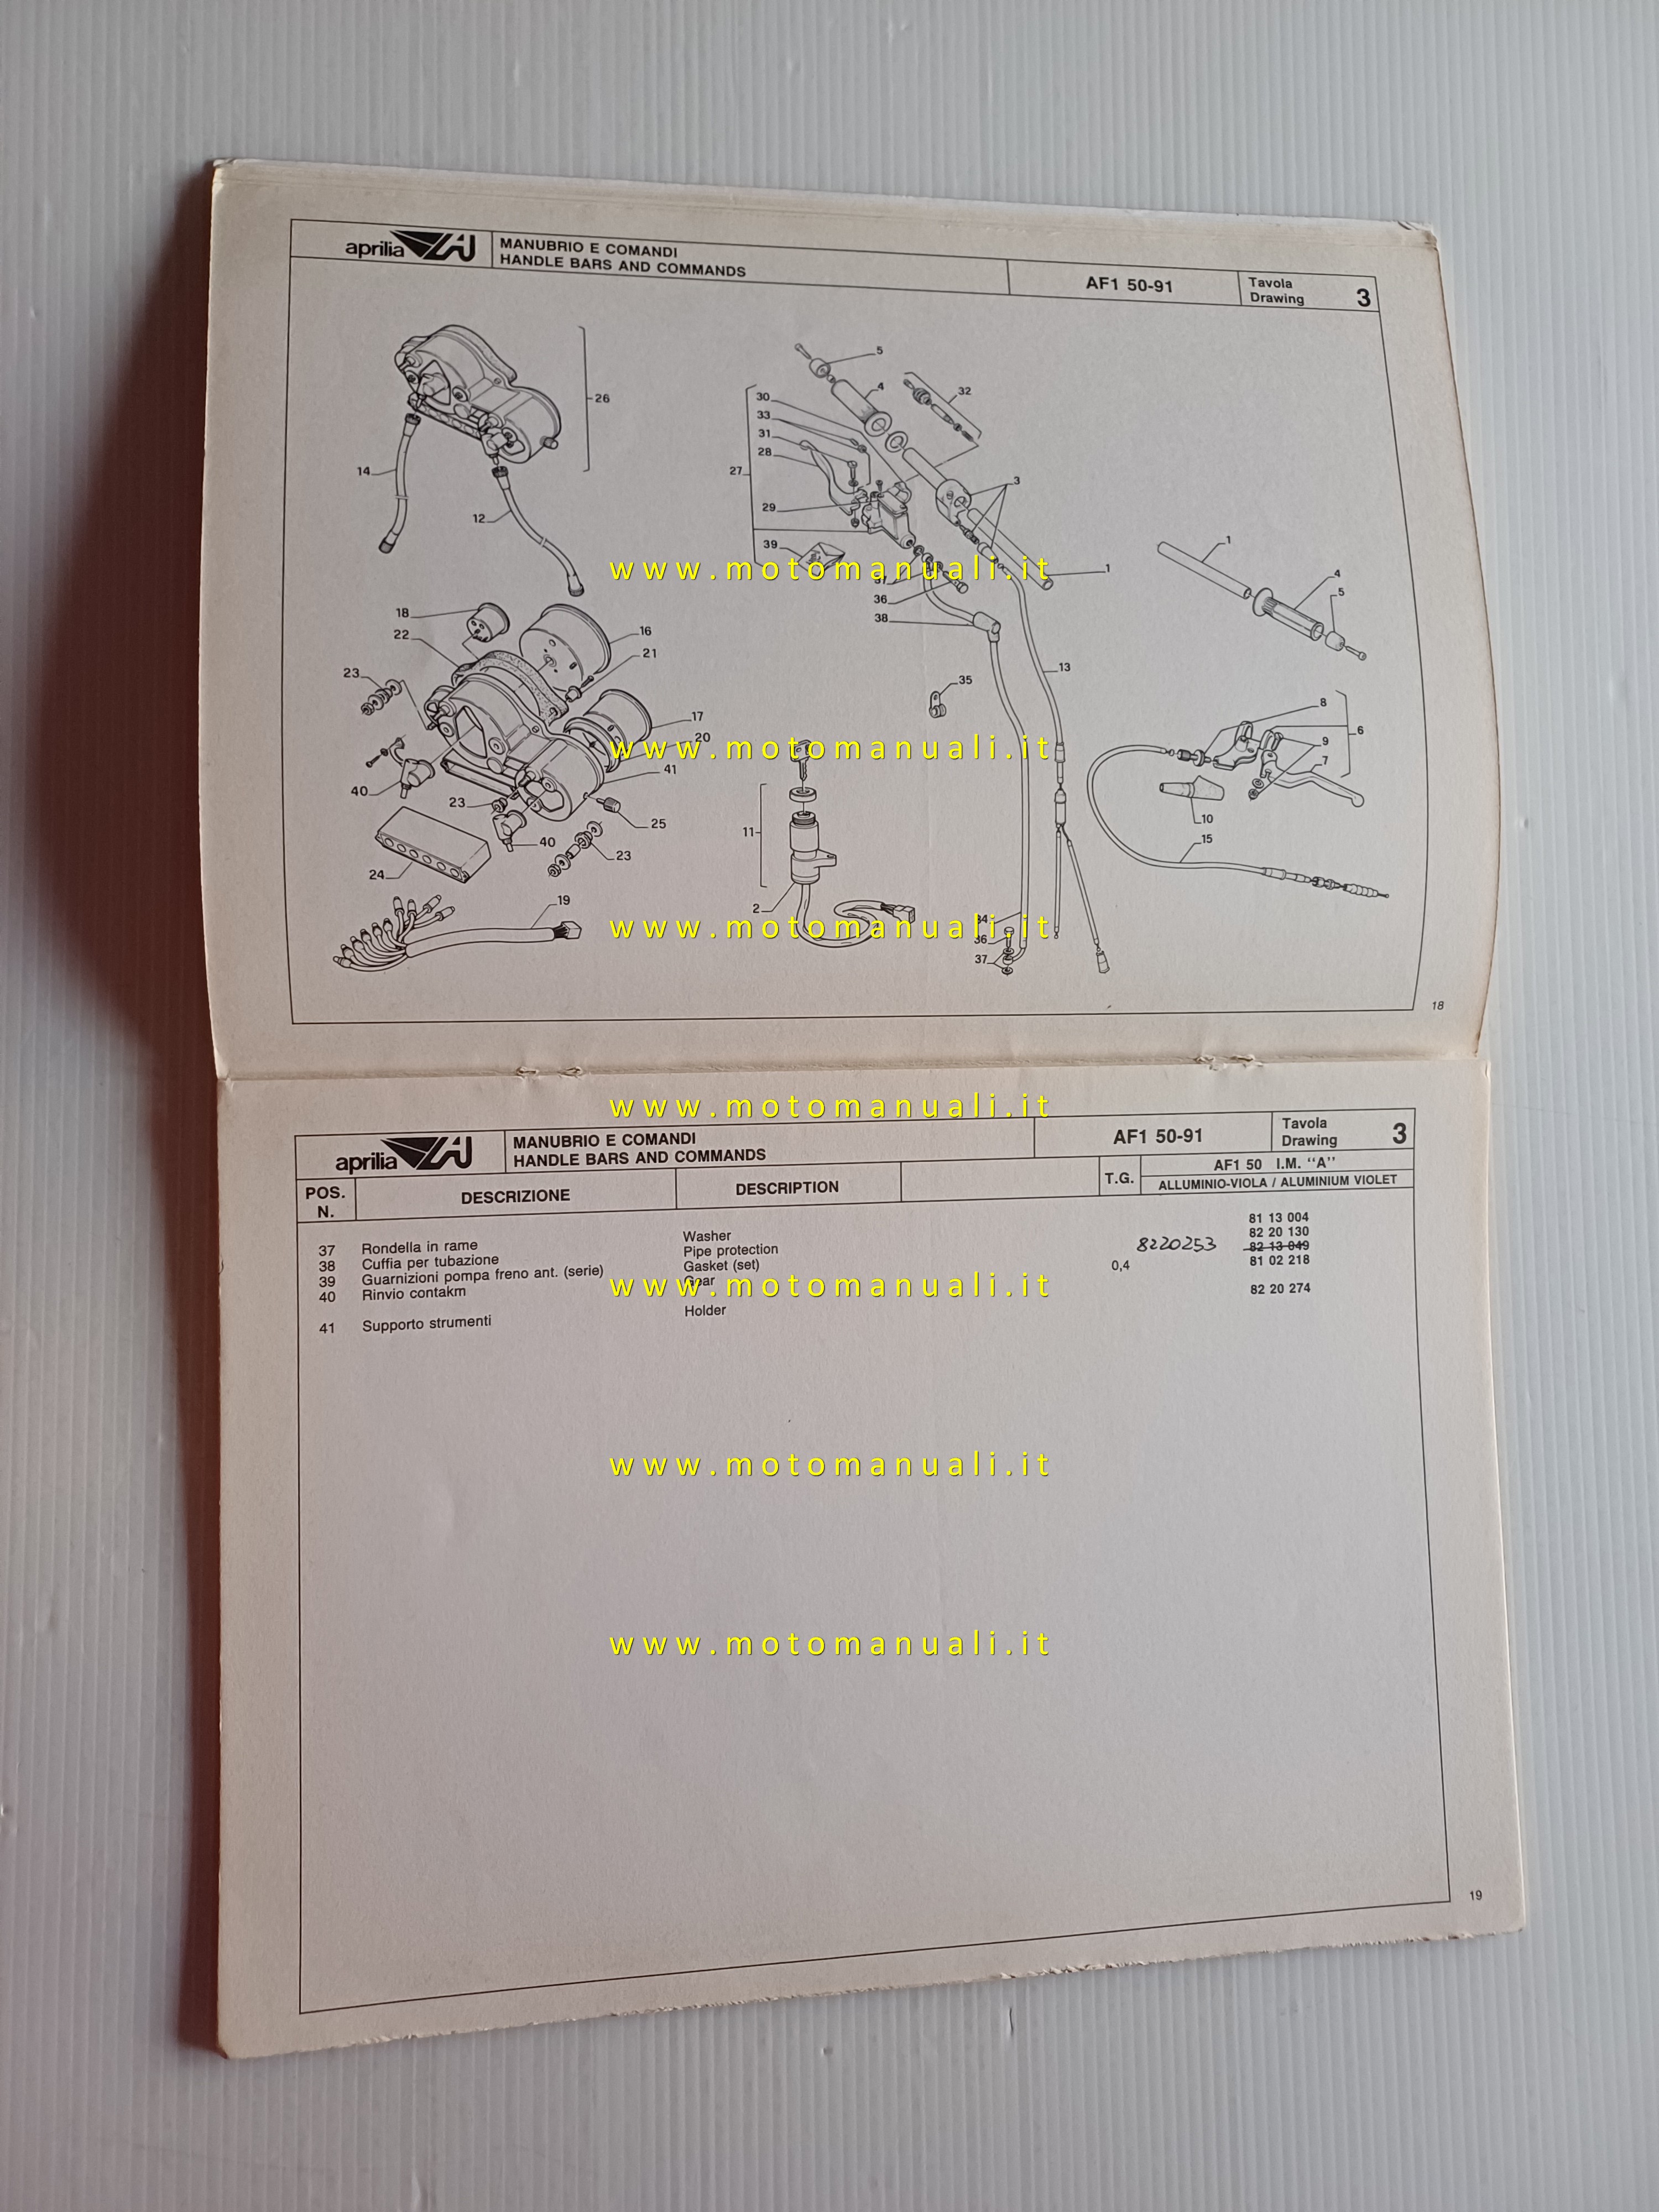 aprilia
MANUBRIO E COMANDI
HANDLE BARS AND COMMANDS
AF1 50-91
Tavola
Drawing
3
26
14
12
5
4
32
30
33
31
28
27
29
39
3
1
37
36
38
13
35
1
4
5
18
22
16
21
23
17
20
41
40
23
25
40
23
24
19
11
2
34
36
37
8
6
9
7
10
15
18
www.motomanuali.it
www.motomanuali.it
www.motomanuali.it
www.motomanuali.it
aprilia
MANUBRIO E COMANDI
HANDLE BARS AND COMMANDS
AF1 50-91
Tavola
Drawing
3
POS. N. DESCRIZIONE DESCRIPTION T.G. AF1 50 I.M. "A"
ALLUMINIO-VIOLA / ALUMINIUM VIOLET
37 Rondella in rame Washer 81 13 004
38 Cuffia per tubazione Pipe protection 82 20 130
39 Guarnizioni pompa freno ant. (serie) Gasket (set) 8220253 82 13 049
40 Rinvio contakm Gear 0,4 81 02 218
41 Supporto strumenti Holder 82 20 274
www.motomanuali.it
www.motomanuali.it
www.motomanuali.it
19